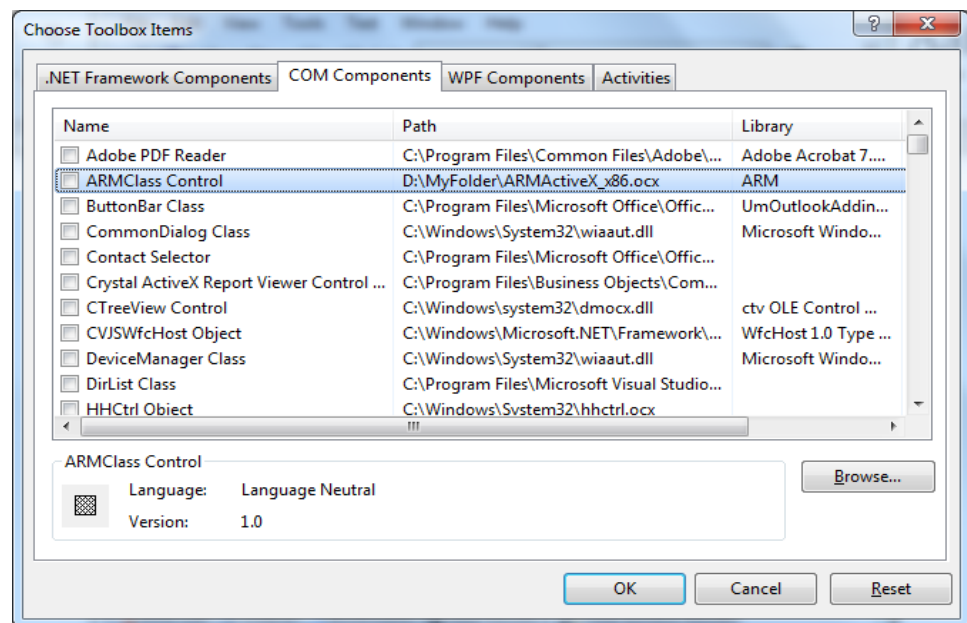 View Tools Test Window Help
Choose Toolbox Items
.NET Framework Components COM Components WPF Components Activities
Name Path Library
Adobe PDF Reader C:\Program Files\Common Files\Adobe\... Adobe Acrobat 7....
ARMClass Control D:\MyFolder\ARMActiveX_x86.ocx ARM
ButtonBar Class C:\Program Files\Microsoft Office\Offic... UmOutlookAddin...
CommonDialog Class C:\Windows\System32\wiaaut.dll Microsoft Windo...
Contact Selector C:\Program Files\Microsoft Office\Offic...
Crystal ActiveX Report Viewer Control ... C:\Program Files\Business Objects\Com...
CTreeView Control C:\Windows\system32\dmocx.dll ctv OLE Control ...
CVJSWfcHost Object C:\Windows\Microsoft.NET\Framework\... WfcHost 1.0 Type ...
DeviceManager Class C:\Windows\System32\wiaaut.dll Microsoft Windo...
DirList Class C:\Program Files\Microsoft Visual Studio...
HHCtrl Object C:\Windows\System32\hhctrl.ocx
ARMClass Control
Language: Language Neutral
Version: 1.0
Browse...
OK Cancel Reset